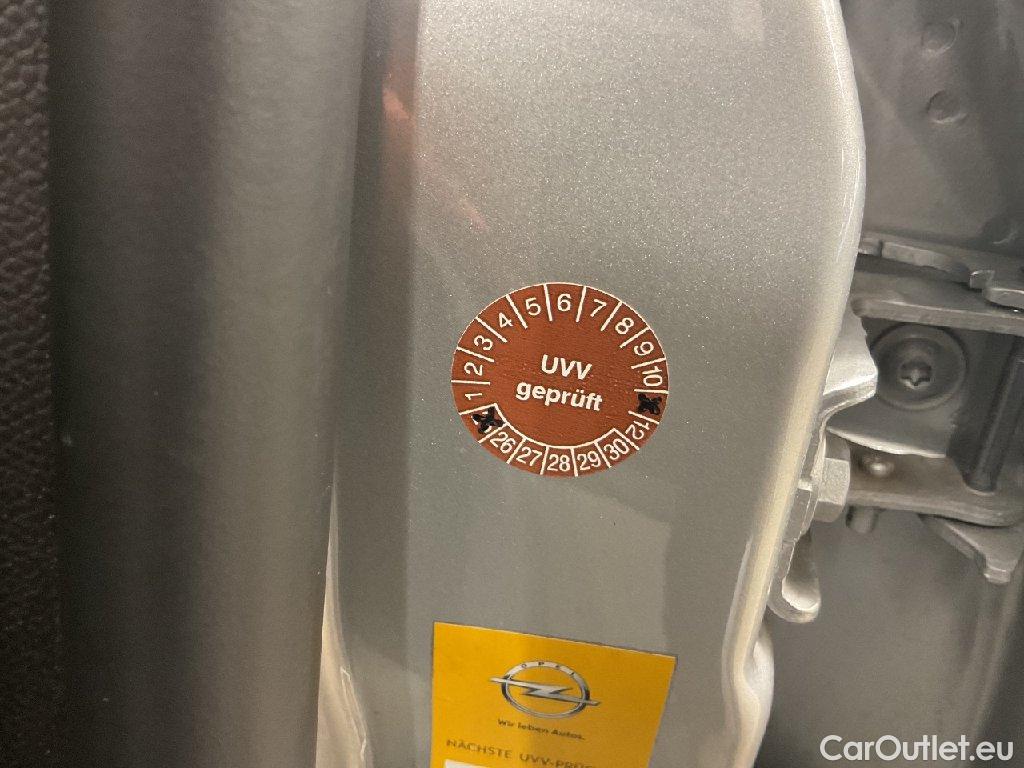 1 2 3 4 5 6 7 8 9 10 12
UVV
geprüft
26 27 28 29 30
OPEL
Wir leben Autos.
NÄCHSTE UVV-PRÜ
CarOutlet.eu